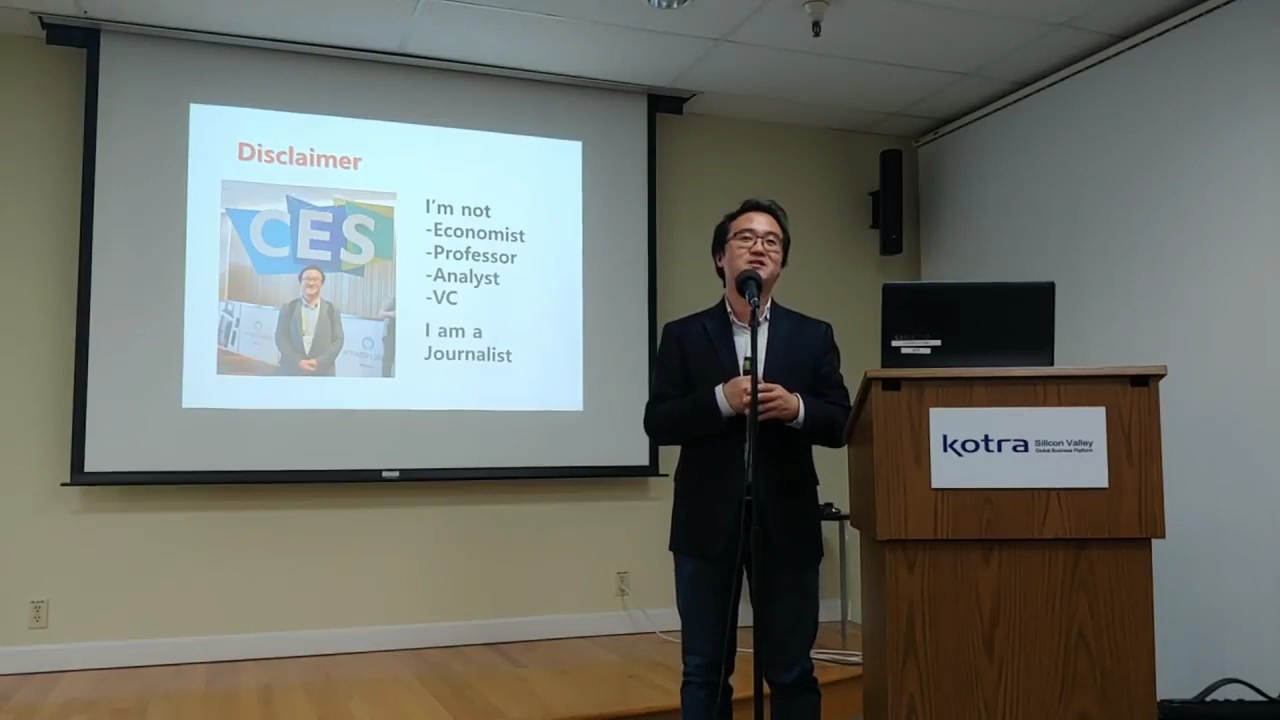 Disclaimer
CES
I'm not
-Economist
-Professor
-Analyst
-VC
I am a
Journalist
kotra Silicon Valley
Global Business Platform